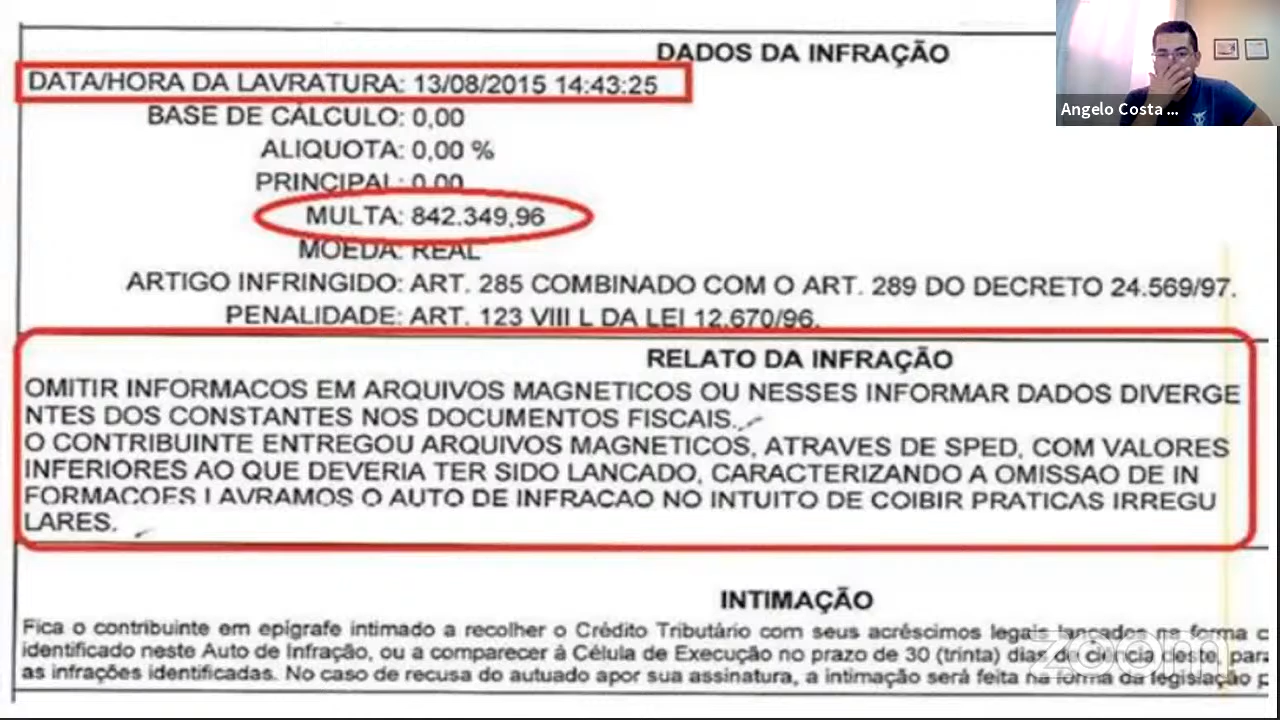 DADOS DA INFRAÇÃO
DATA/HORA DA LAVRATURA: 13/08/2015 14:43:25
BASE DE CÁLCULO: 0,00
ALIQUOTA: 0,00 %
PRINCIPAL: 0,00
MULTA: 842.349,96
MOEDA: REAL
ARTIGO INFRINGIDO: ART. 285 COMBINADO COM O ART. 289 DO DECRETO 24.569/97.
PENALIDADE: ART. 123 VIII L DA LEI 12.670/96.
RELATO DA INFRAÇÃO
OMITIR INFORMACOS EM ARQUIVOS MAGNETICOS OU NESSES INFORMAR DADOS DIVERGE
NTES DOS CONSTANTES NOS DOCUMENTOS FISCAIS.
O CONTRIBUINTE ENTREGOU ARQUIVOS MAGNETICOS, ATRAVES DE SPED, COM VALORES
INFERIORES AO QUE DEVERIA TER SIDO LANCADO, CARACTERIZANDO A OMISSAO DE IN
FORMACOES LAVRAMOS O AUTO DE INFRACAO NO INTUITO DE COIBIR PRATICAS IRREGU
LARES.
INTIMAÇÃO
Fica o contribuinte em epígrafe intimado a recolher o Crédito Tributário com seus acréscimos legais lançados na forma
identificado neste Auto de Infração, ou a comparecer à Célula de Execução no prazo de 30 (trinta) dias da ciência deste, para
as infrações identificadas. No caso de recusa do autuado apor sua assinatura, a intimação será feita na forma da legislação
Angelo Costa ...
zoom